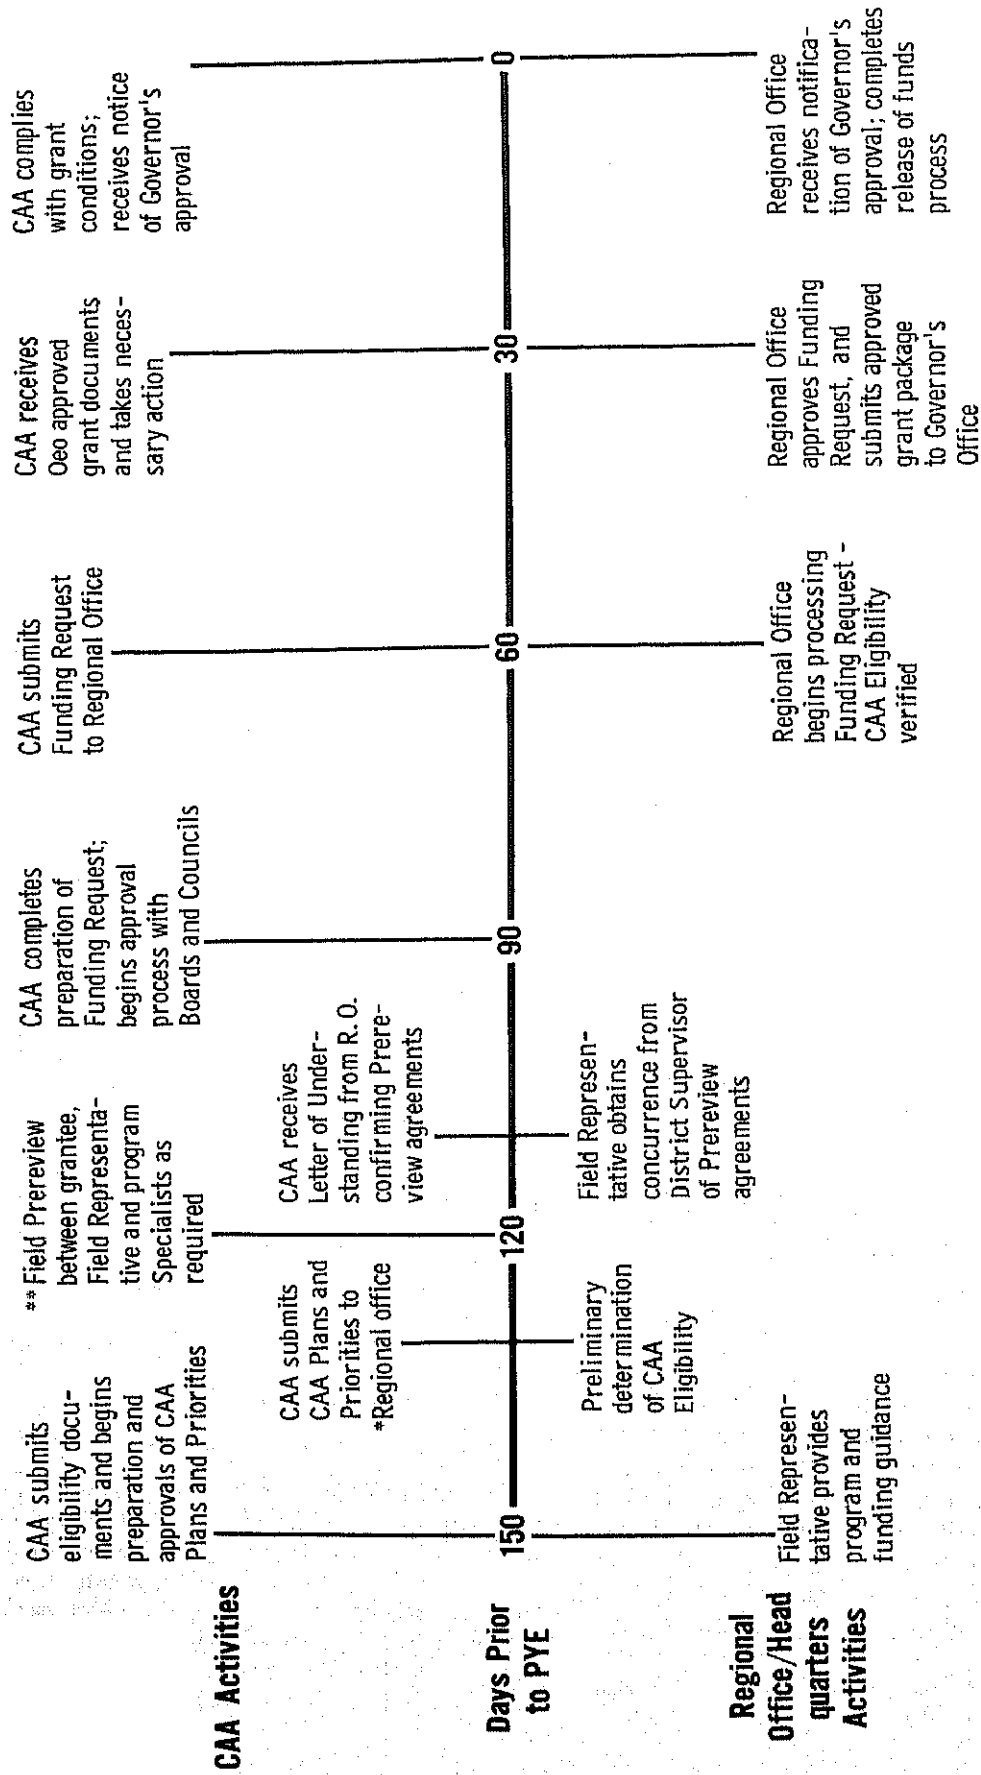 CAA Activities
CAA submits
eligibility docu-
ments and begins
preparation and
approvals of CAA
Plans and Priorities
**Field Prereview
between grantee,
Field Representa-
tive and program
Specialists as
required
CAA completes
preparation of
Funding Request;
begins approval
process with
Boards and Councils
CAA submits
Funding Request
to Regional Office
CAA receives
Oeo approved
grant documents
and takes neces-
sary action
CAA complies
with grant
conditions;
receives notice
of Governor's
approval
CAA submits
CAA Plans and
Priorities to
*Regional office
CAA receives
Letter of Under-
standing from R.O.
confirming Prere-
view agreements
Days Prior
to PYE
150
120
90
60
30
0
Preliminary
determination
of CAA
Eligibility
Field Represen-
tative obtains
concurrence from
District Supervisor
of Prereview
agreements
Regional
Office/Head
quarters
Activities
Field Represen-
tative provides
program and
funding guidance
Regional Office
begins processing
Funding Request -
CAA Eligibility
verified
Regional Office
approves Funding
Request, and
submits approved
grant package
to Governor's
Office
Regional Office
receives notifica-
tion of Governor's
approval; completes
release of funds
process